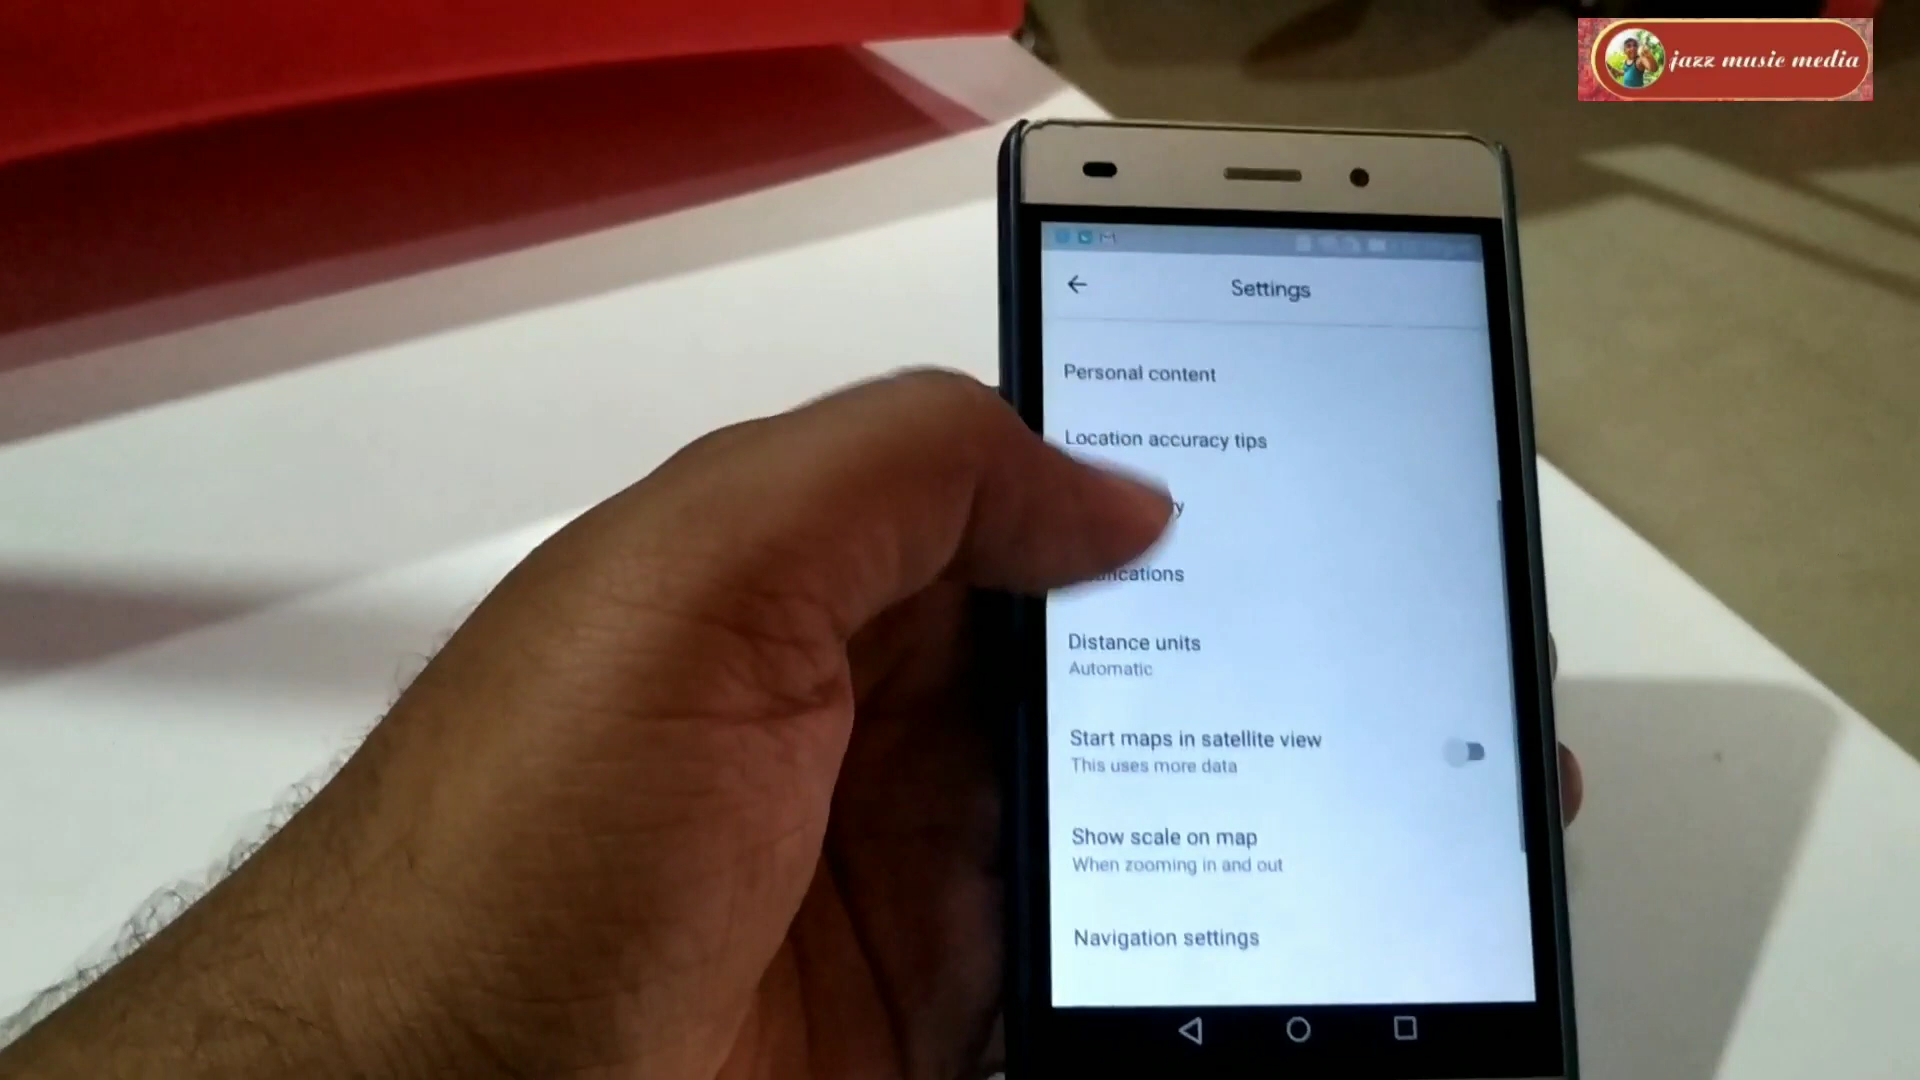 jazz music media
Settings
Personal content
Location accuracy tips
Distance units
Automatic
Start maps in satellite view
This uses more data
Show scale on map
When zooming in and out
Navigation settings